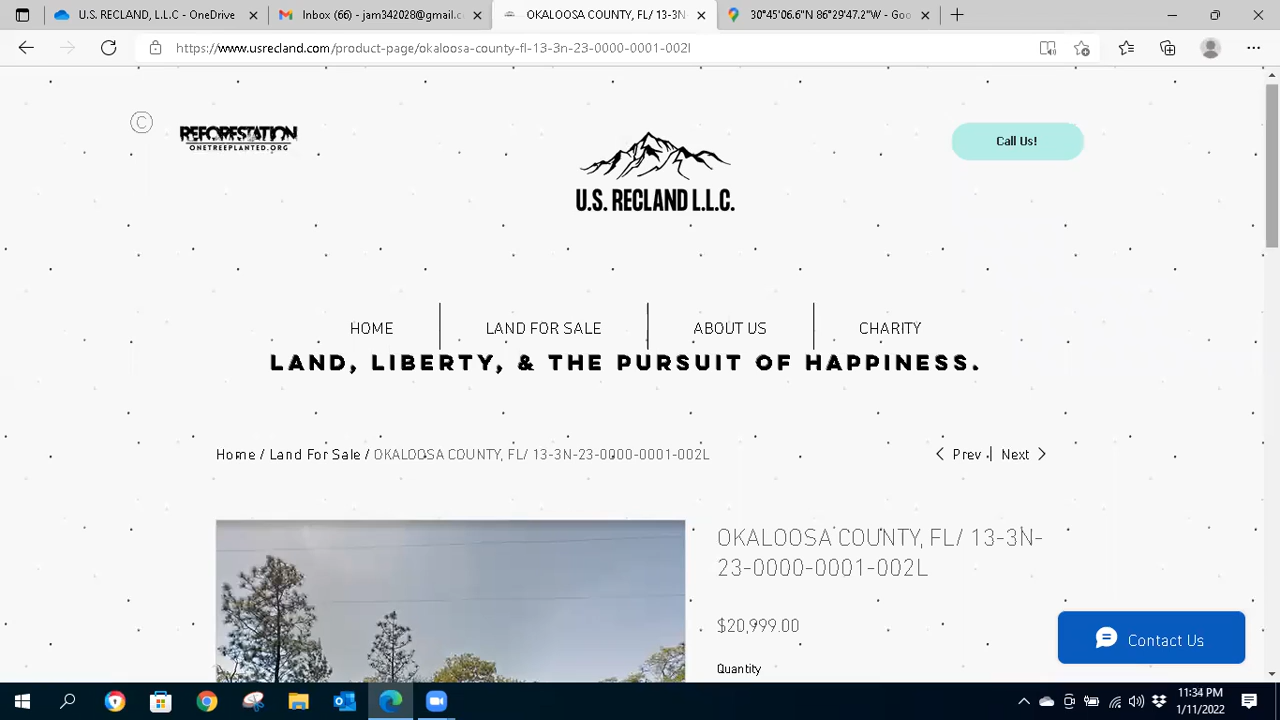 U.S. RECLAND, L.L.C - OneDrive
Inbox (66) - jam342028@gmail.c
OKALOOSA COUNTY, FL/ 13-3N
30°45'06.6"N 86°29'47.2"W - Goo
https://www.usrecland.com/product-page/okaloosa-county-fl-13-3n-23-0000-0001-002l
C
REFORESTATION
ONETREEPLANTED.ORG
U.S. RECLAND L.L.C.
Call Us!
HOME
LAND FOR SALE
ABOUT US
CHARITY
LAND, LIBERTY, & THE PURSUIT OF HAPPINESS.
Home / Land For Sale / OKALOOSA COUNTY, FL/ 13-3N-23-0000-0001-002L
Prev | Next
OKALOOSA COUNTY, FL/ 13-3N-
23-0000-0001-002L
$20,999.00
Quantity
Contact Us
11:34 PM
1/11/2022